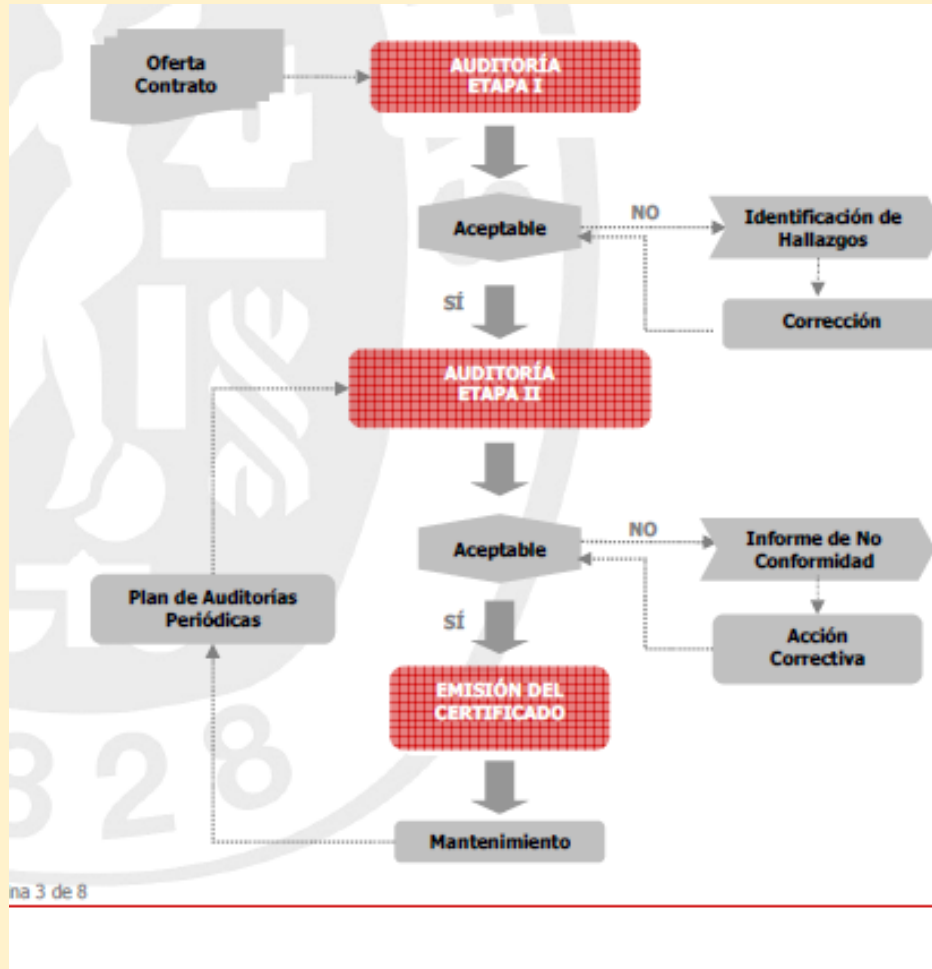 Oferta
Contrato
AUDITORÍA
ETAPA I
Aceptable
NO
Identificación de
Hallazgos
Corrección
SÍ
AUDITORÍA
ETAPA II
Aceptable
NO
Informe de No
Conformidad
Acción
Correctiva
Plan de Auditorías
Periódicas
SÍ
EMISIÓN DEL
CERTIFICADO
Mantenimiento
828
na 3 de 8